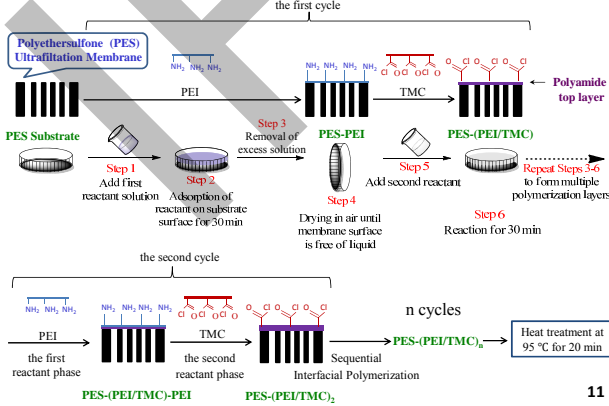 the first cycle
Polyethersulfone (PES)
Ultrafiltation Membrane
NH2 NH2 NH2
NH2 NH2 NH2 NH2
O O O
Cl Cl Cl
O Cl O Cl O Cl
PEI
TMC
Polyamide
top layer
PES Substrate
PES-PEI
PES-(PEI/TMC)
Step 1
Add first
reactant solution
Step 2
Adsorption of
reactant on substrate
surface for 30 min
Step 3
Removal of
excess solution
Step 4
Drying in air until
membrane surface
is free of liquid
Step 5
Add second reactant
Step 6
Reaction for 30 min
Repeat Steps 3-6
to form multiple
polymerization layers
the second cycle
NH2 NH2 NH2
NH2 NH2 NH2 NH2
O O O
Cl Cl Cl
O Cl O Cl O Cl
PEI
the first
reactant phase
TMC
the second
reactant phase
n cycles
Sequential
Interfacial Polymerization
PES-(PEI/TMC)n
Heat treatment at
95 ℃ for 20 min
PES-(PEI/TMC)-PEI
PES-(PEI/TMC)2
11